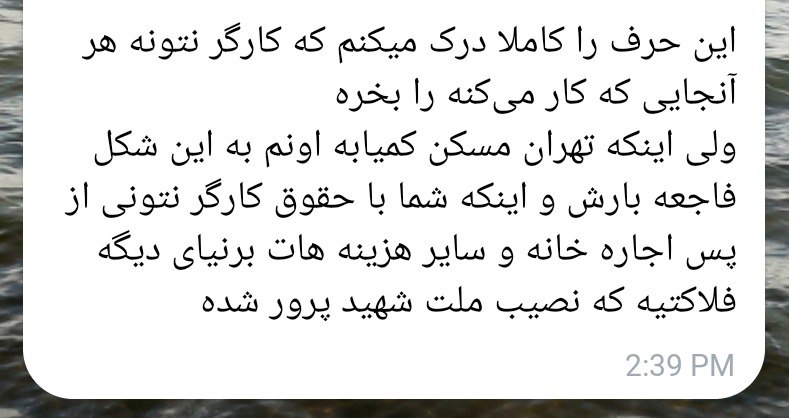 این حرف را کاملا درک میکنم که کارگر نتونه هر
آنجایی که کار می‌کنه را بخره
ولی اینکه تهران مسکن کمیابه اونم به این شکل
فاجعه بارش و اینکه شما با حقوق کارگر نتونی از
پس اجاره خانه و سایر هزینه هات برنیای دیگه
فلاکتیه که نصیب ملت شهید پرور شده
2:39 PM